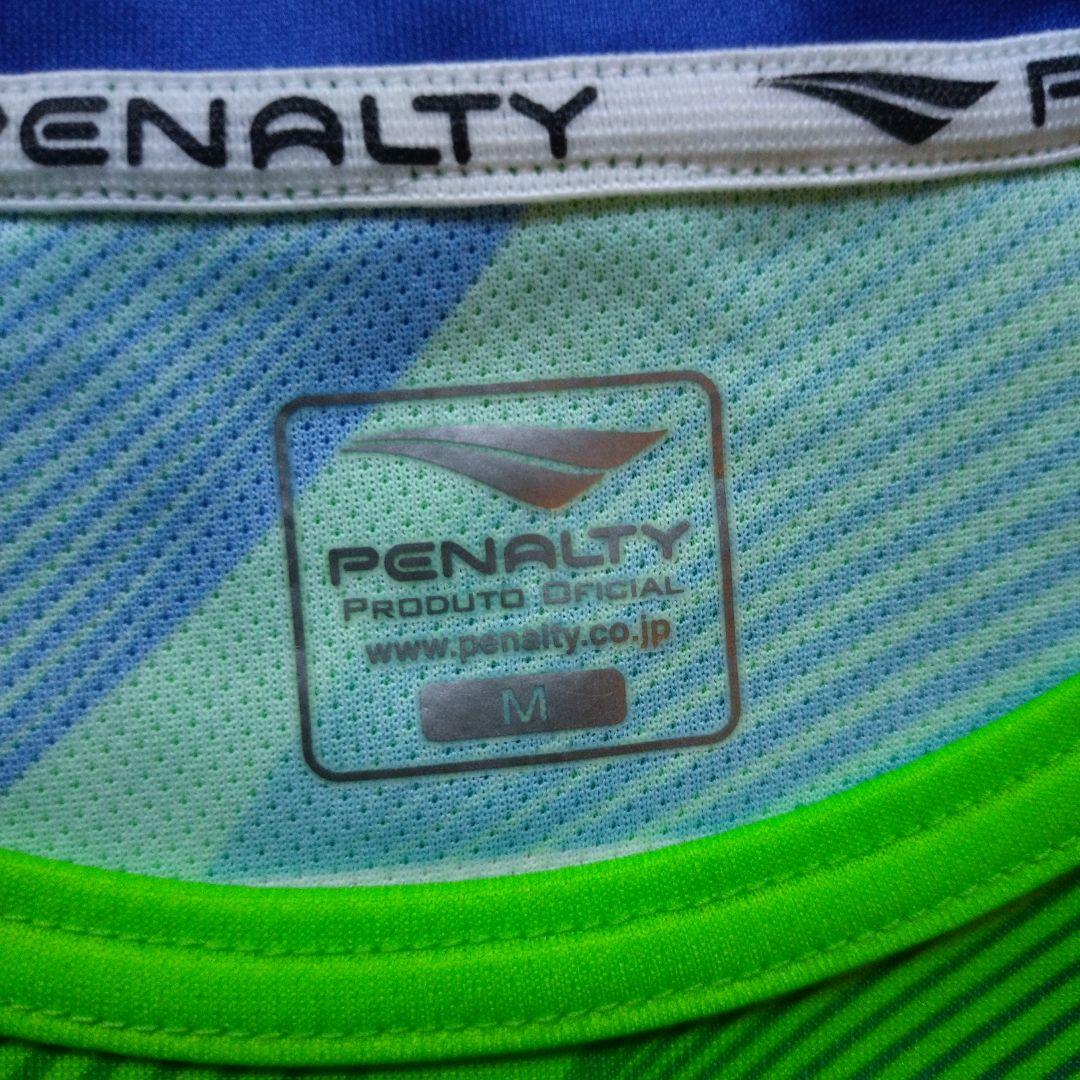 PENALTY P
PENALTY
PRODUTO OFICIAL
www.penalty.co.jp
M